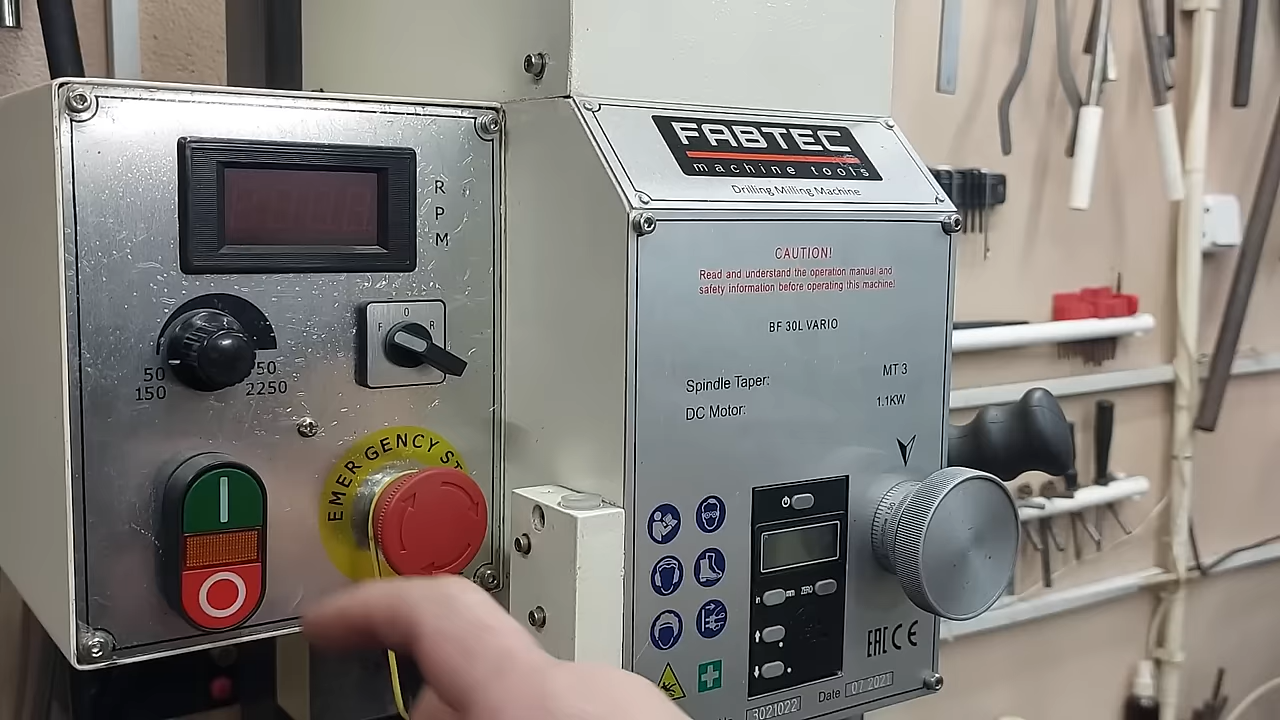 RPM
50
150
50
2250
F
O
R
EMERGENCY ST
FABTEC
machine tools
Drilling Milling Machine
CAUTION!
Read and understand the operation manual and
safety information before operating this machine!
BF 30L VARIO
Spindle Taper: MT 3
DC Motor: 1.1KW
in
mm
ZERO
EAC CE
3021022
Date 07 2021